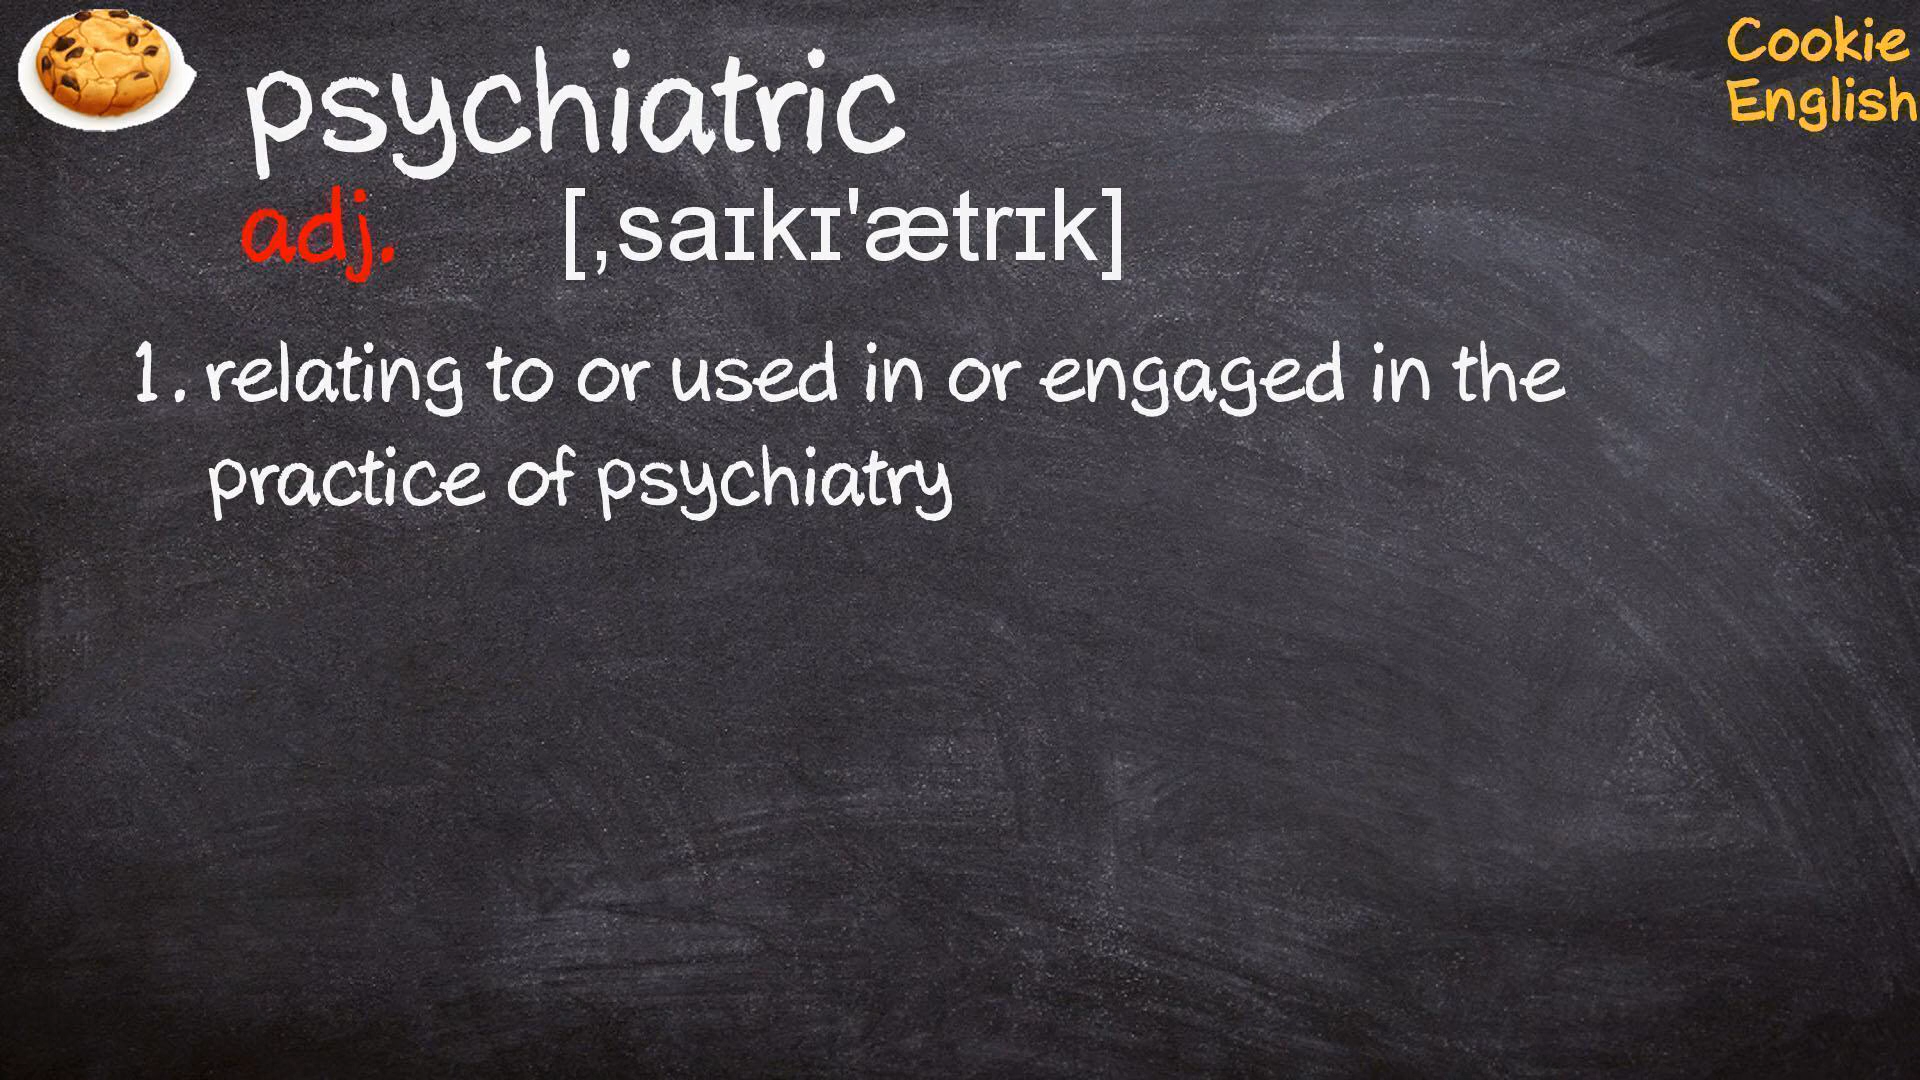 Cookie
English
psychiatric
adj. [ˌsaɪkɪ'ætrɪk]
1. relating to or used in or engaged in the
practice of psychiatry